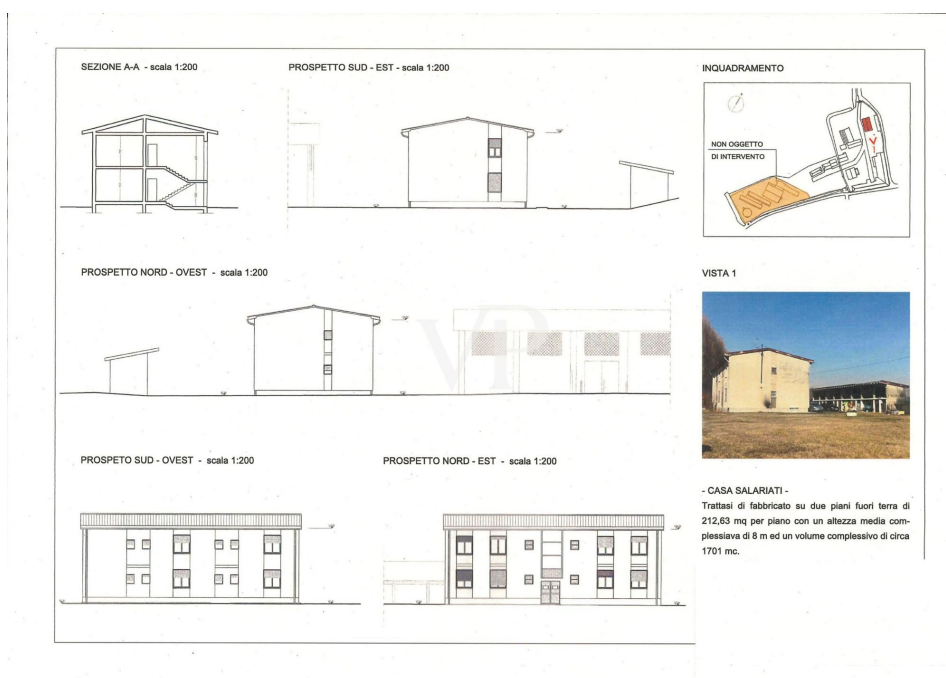 SEZIONE A-A - scala 1:200
PROSPETTO SUD - EST - scala 1:200
INQUADRAMENTO
NON OGGETTO
DI INTERVENTO
V1
PROSPETTO NORD - OVEST - scala 1:200
VISTA 1
VP
PROSPETO SUD - OVEST - scala 1:200
PROSPETTO NORD - EST - scala 1:200
- CASA SALARIATI -
Trattasi di fabbricato su due piani fuori terra di
212,63 mq per piano con un altezza media com-
plessiava di 8 m ed un volume complessivo di circa
1701 mc.